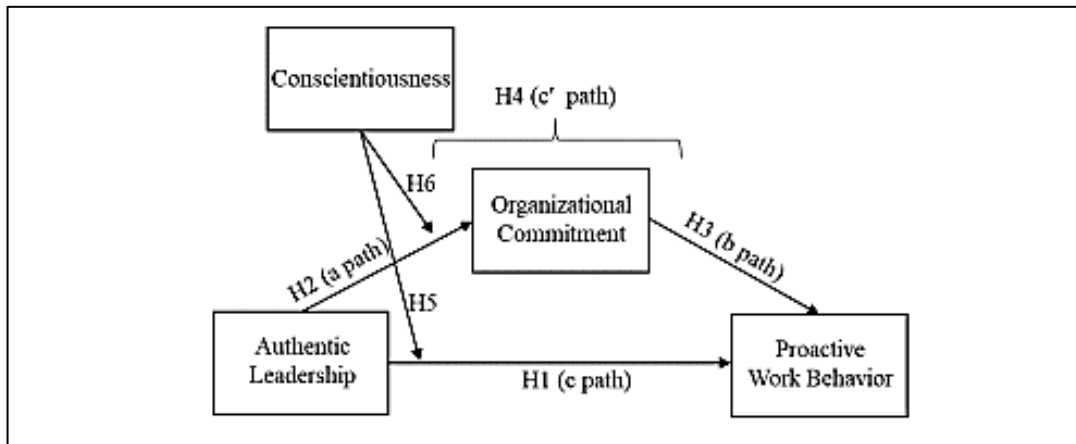 Conscientiousness
H4 (c' path)
H6
Organizational
Commitment
H2 (a path)
H3 (b path)
H5
Authentic
Leadership
Proactive
Work Behavior
H1 (c path)